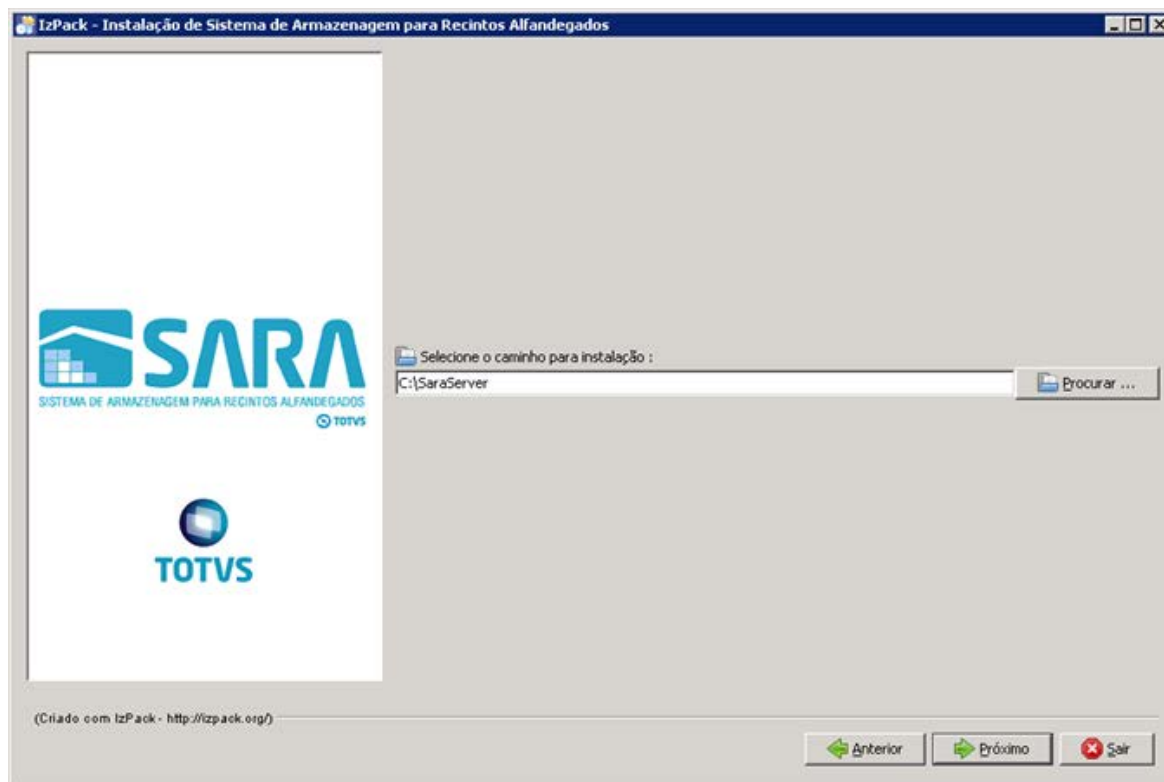 IzPack - Instalação de Sistema de Armazenagem para Recintos Alfandegados
SARA
SISTEMA DE ARMAZENAGEM PARA RECINTOS ALFANDEGADOS
TOTVS
TOTVS
Selecione o caminho para instalação :
C:\SaraServer
Procurar ...
(Criado com IzPack - http://izpack.org/)
Anterior
Próximo
Sair